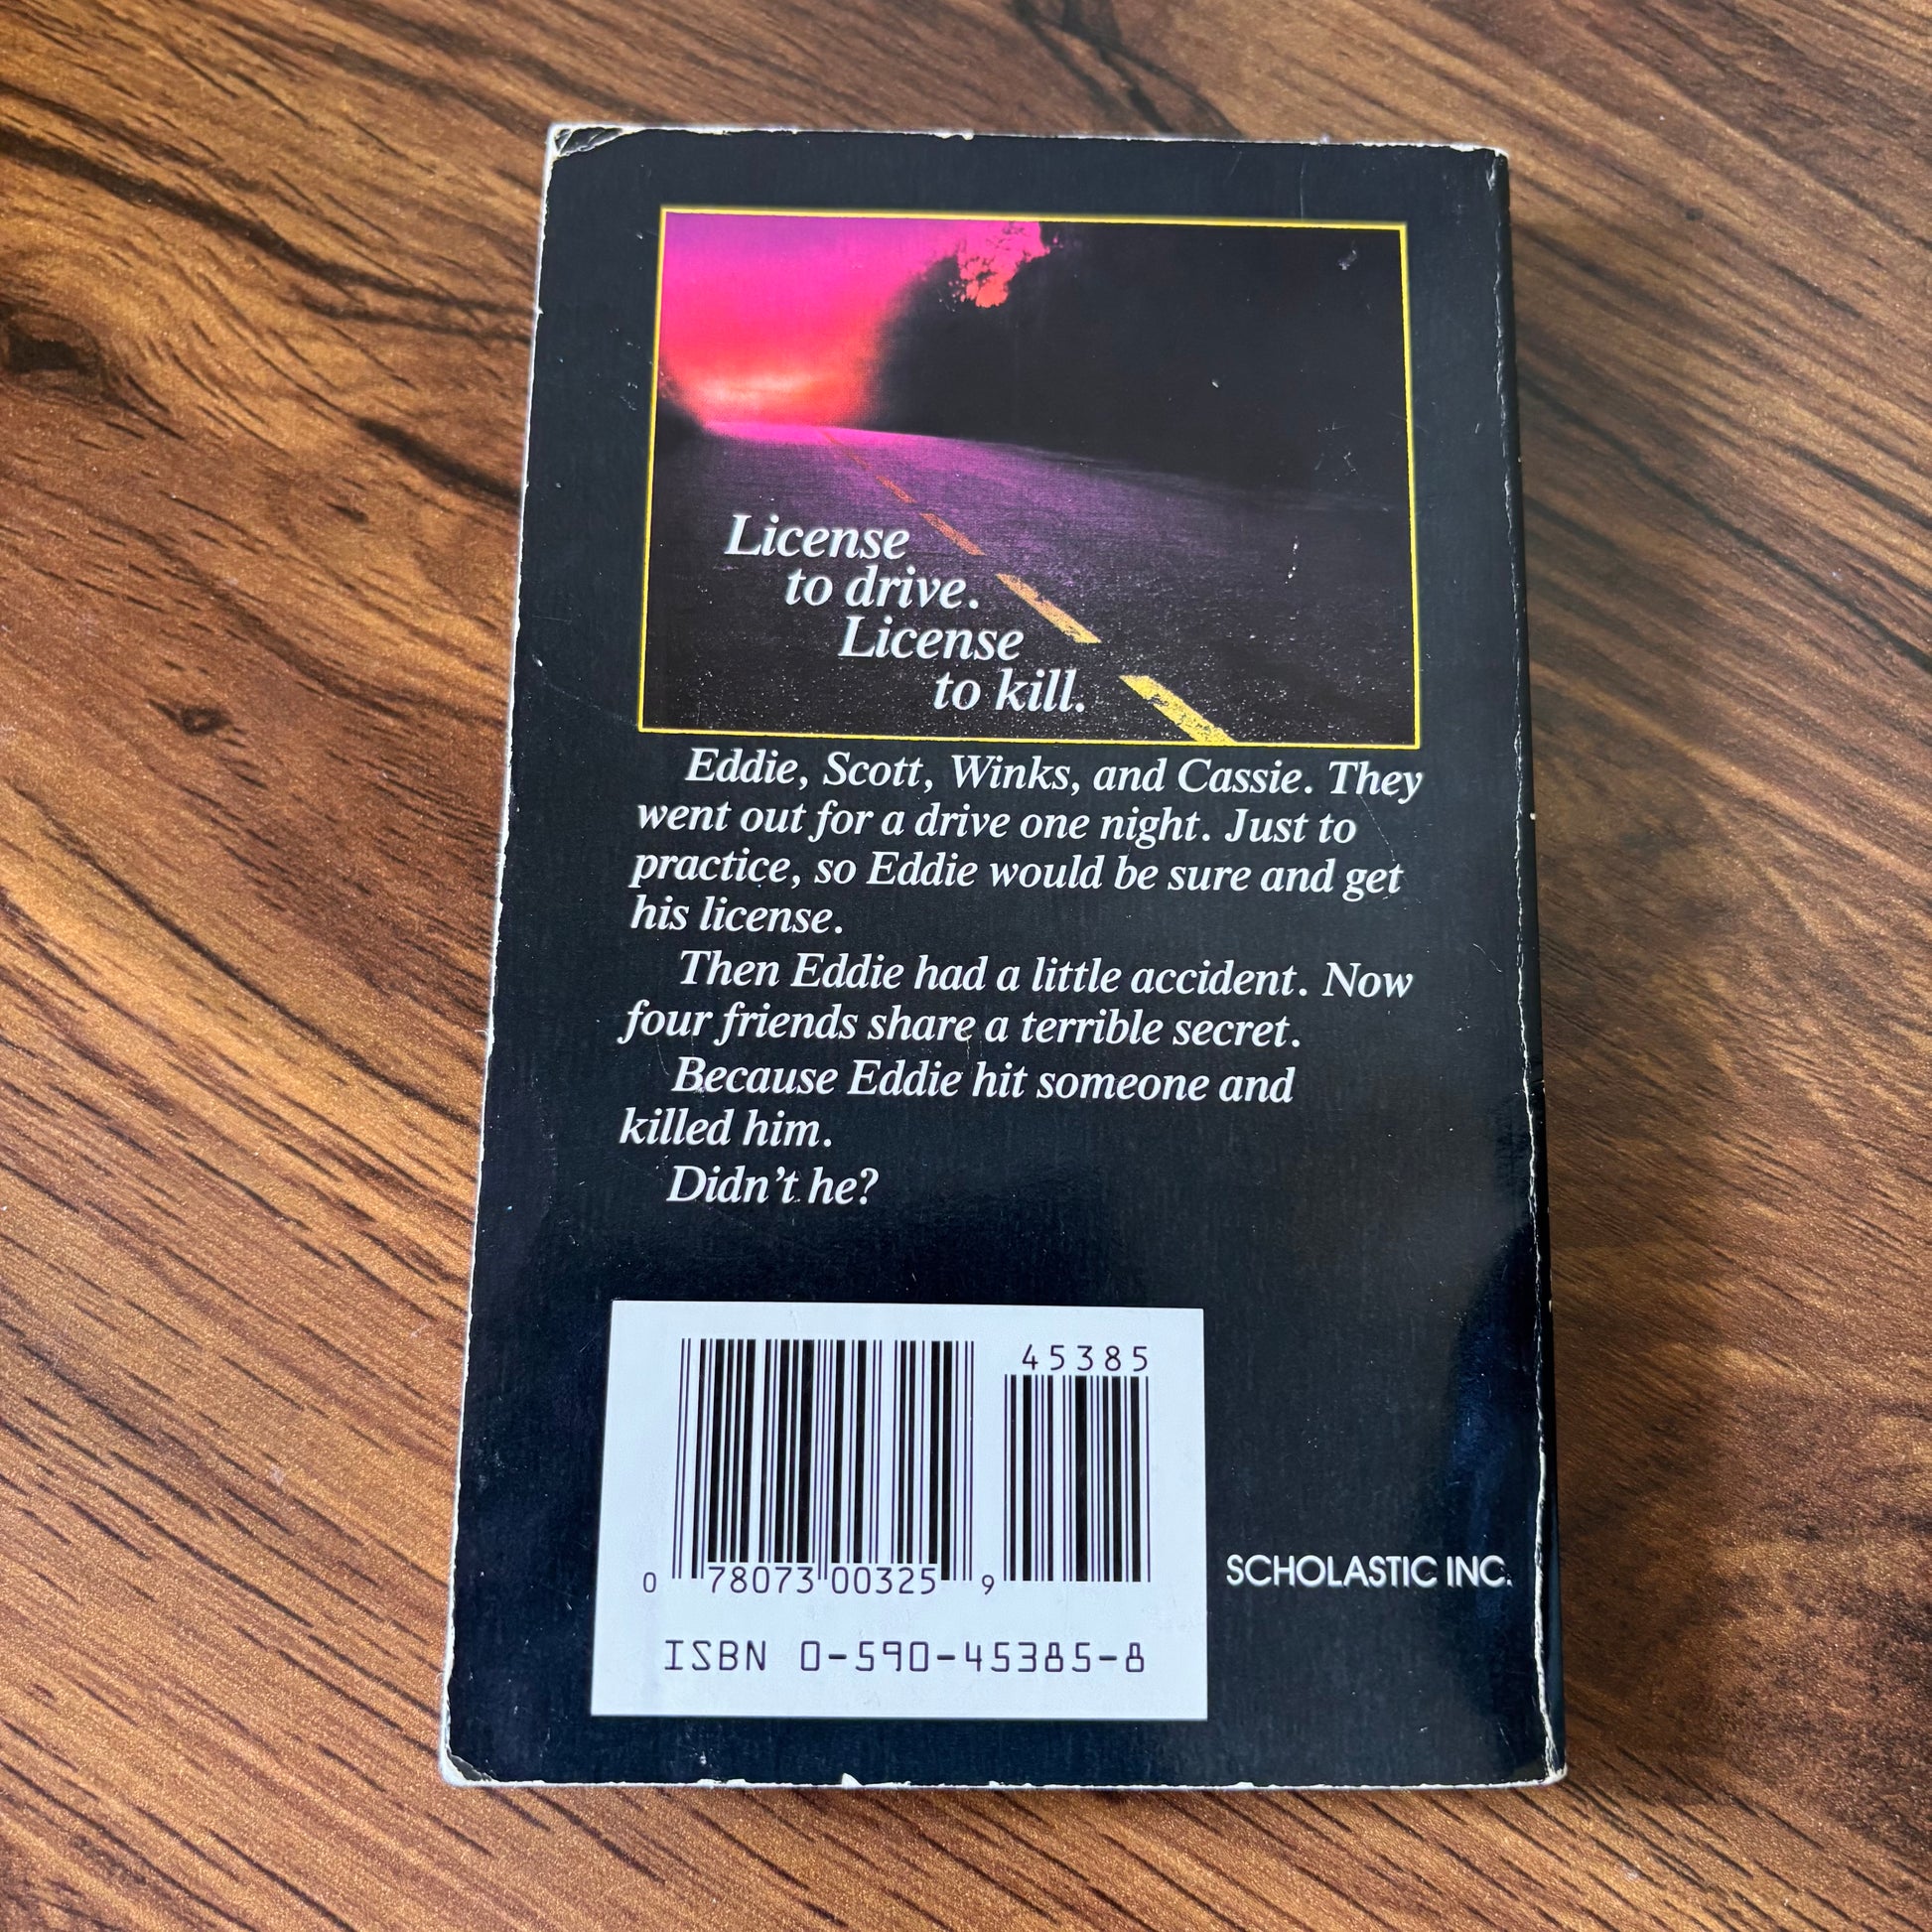 License
to drive.
License
to kill.
Eddie, Scott, Winks, and Cassie. They
went out for a drive one night. Just to
practice, so Eddie would be sure and get
his license.
Then Eddie had a little accident. Now
four friends share a terrible secret.
Because Eddie hit someone and
killed him.
Didn't he?
45385
0 78073 00325 9
SCHOLASTIC INC.
ISBN 0-590-45385-8